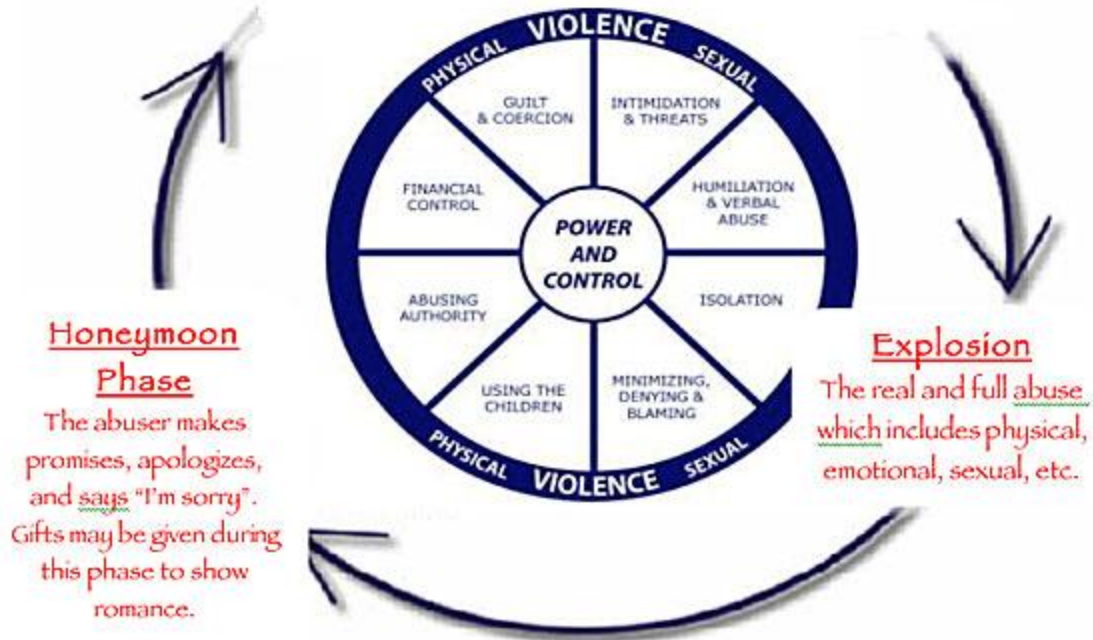 PHYSICAL VIOLENCE SEXUAL
GUILT
& COERCION
INTIMIDATION
& THREATS
FINANCIAL
CONTROL
HUMILIATION
& VERBAL
ABUSE
POWER
AND
CONTROL
ABUSING
AUTHORITY
ISOLATION
USING THE
CHILDREN
MINIMIZING,
DENYING &
BLAMING
PHYSICAL VIOLENCE SEXUAL
Honeymoon
Phase
The abuser makes
promises, apologizes,
and says “I’m sorry”.
Gifts may be given during
this phase to show
romance.
Explosion
The real and full abuse
which includes physical,
emotional, sexual, etc.